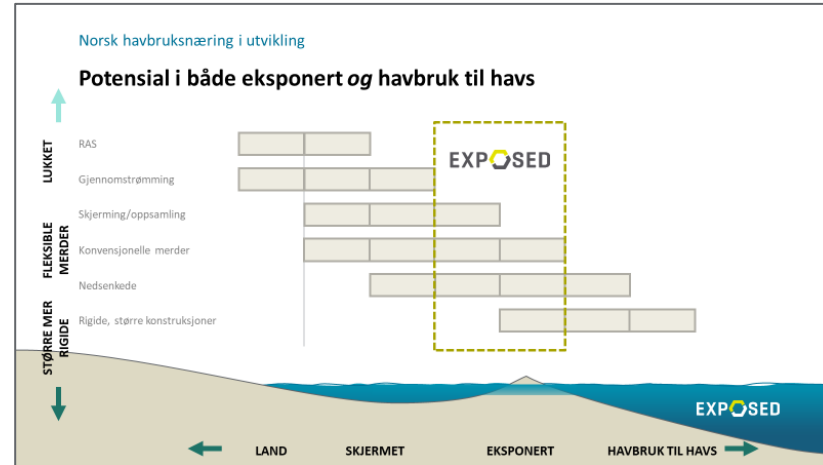 Norsk havbruksnæring i utvikling
Potensial i både eksponert og havbruk til havs
LUKKET
FLEKSIBLE
MERDER
STØRRE MER
RIGIDE
RAS
Gjennomstrømming
Skjerming/oppsamling
Konvensjonelle merder
Nedsenkede
Rigide, større konstruksjoner
EXPOSED
EXPOSED
LAND
SKJERMET
EKSPONERT
HAVBRUK TIL HAVS